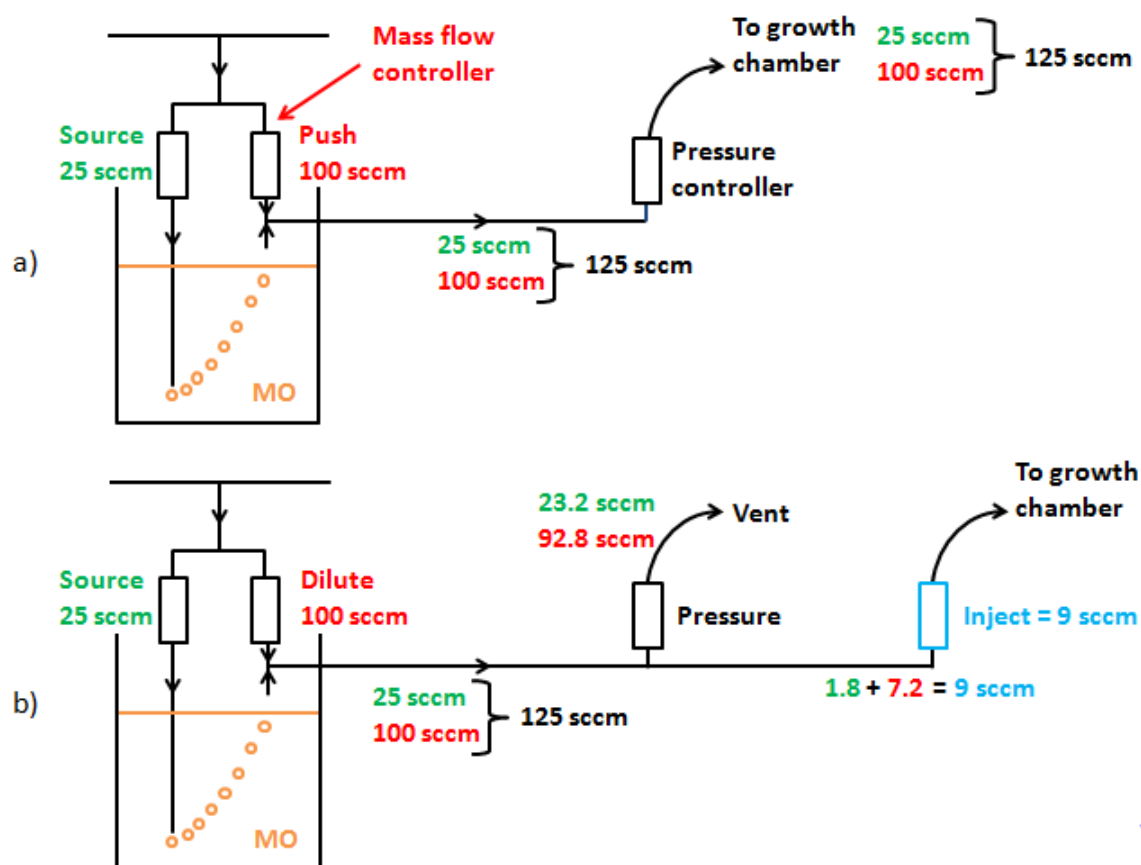 Mass flow
controller
To growth
chamber
25 sccm
100 sccm
125 sccm
Source
25 sccm
Push
100 sccm
Pressure
controller
a)
25 sccm
100 sccm
125 sccm
MO
To growth
chamber
23.2 sccm
92.8 sccm
Vent
Source
25 sccm
Dilute
100 sccm
Pressure
Inject = 9 sccm
1.8 + 7.2 = 9 sccm
b)
25 sccm
100 sccm
125 sccm
MO